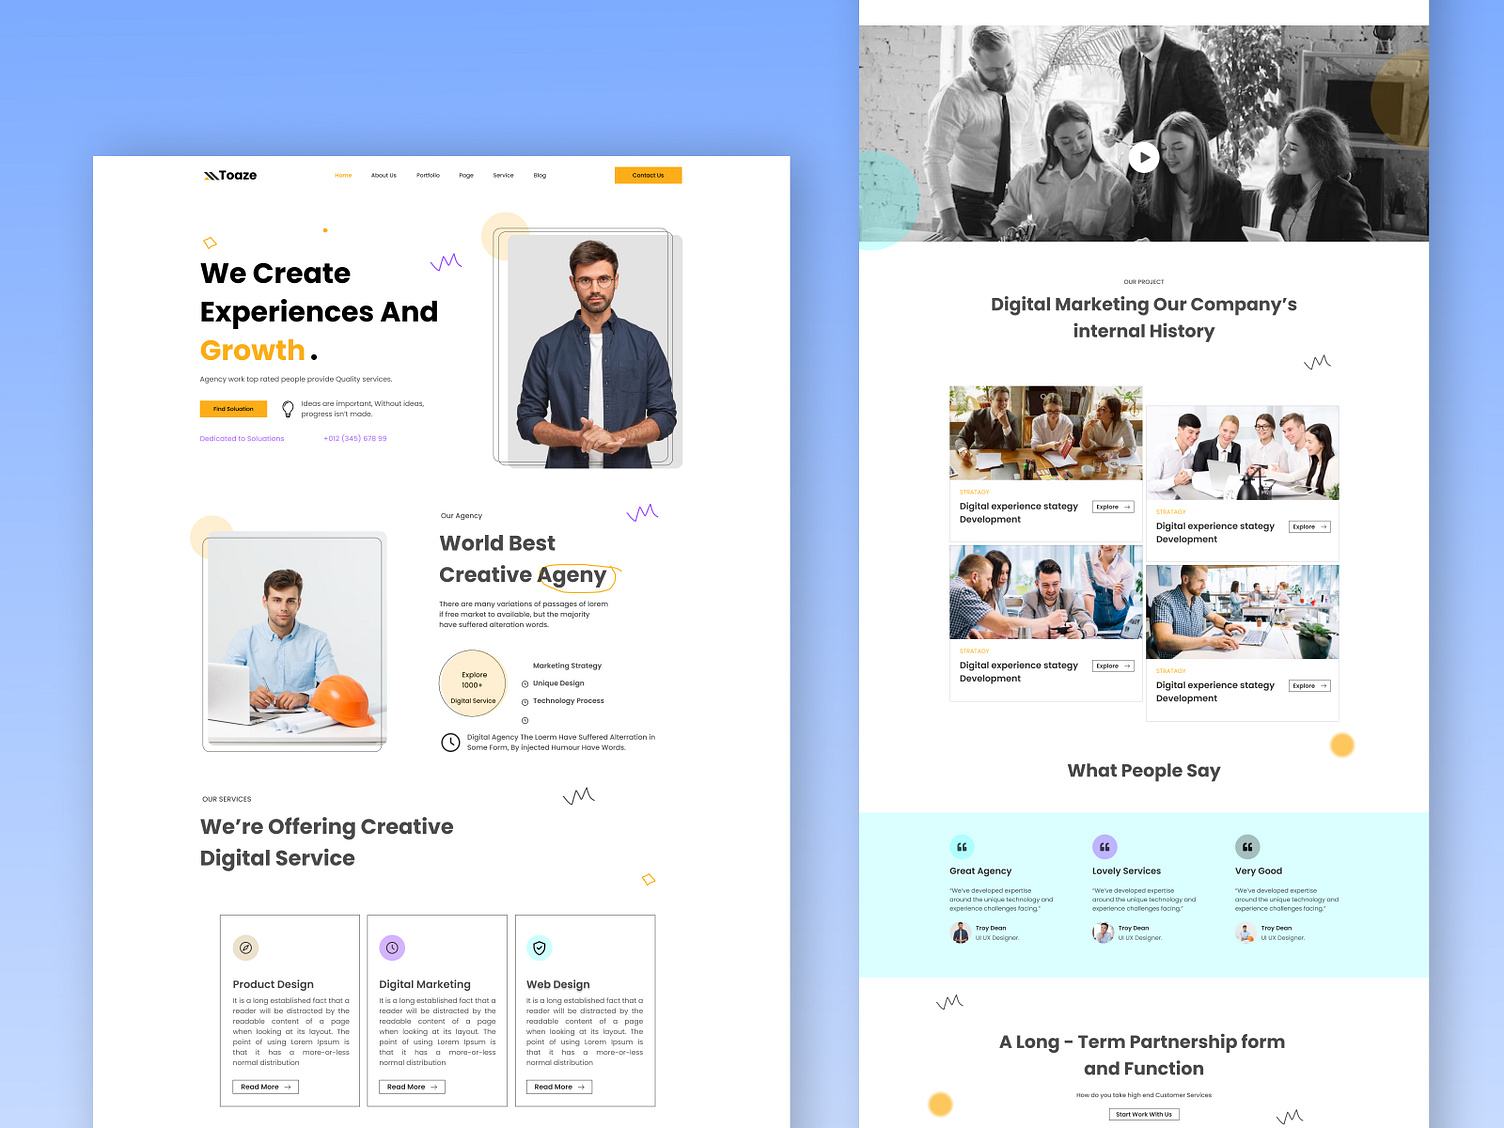 Toaze
Home
About Us
Portfolio
Page
Service
Blog
Contact Us
We Create
Experiences And
Growth .
Agency work top rated people provide Quality services.
Find Soluation
Ideas are important, Without ideas,
progress isn't made.
Dedicated to Soluations
+012 (345) 678 99
Our Agency
World Best
Creative Ageny
There are many variations of passages of lorem
if free market to available, but the majority
have suffered alteration words.
Explore
1000+
Digital Service
Marketing Strategy
Unique Design
Technology Process
Digital Agency The Loerm Have Suffered Alterration in
Some Form, By injected Humour Have Words.
OUR SERVICES
We're Offering Creative
Digital Service
Product Design
It is a long established fact that a
reader will be distracted by the
readable content of a page
when looking at its layout. The
point of using Lorem Ipsum is
that it has a more-or-less
normal distribution
Read More →
Digital Marketing
It is a long established fact that a
reader will be distracted by the
readable content of a page
when looking at its layout. The
point of using Lorem Ipsum is
that it has a more-or-less
normal distribution
Read More →
Web Design
It is a long established fact that a
reader will be distracted by the
readable content of a page
when looking at its layout. The
point of using Lorem Ipsum is
that it has a more-or-less
normal distribution
Read More →
OUR PROJECT
Digital Marketing Our Company's
internal History
STRATAGY
Digital experience stategy
Development
Explore →
STRATAGY
Digital experience stategy
Development
Explore →
STRATAGY
Digital experience stategy
Development
Explore →
STRATAGY
Digital experience stategy
Development
Explore →
What People Say
Great Agency
"We've developed expertise
around the unique technology and
experience challenges facing."
Troy Dean
UI UX Designer.
Lovely Services
"We've developed expertise
around the unique technology and
experience challenges facing."
Troy Dean
UI UX Designer.
Very Good
"We've developed expertise
around the unique technology and
experience challenges facing."
Troy Dean
UI UX Designer.
A Long - Term Partnership form
and Function
How do you take high end Customer Services
Start Work With Us